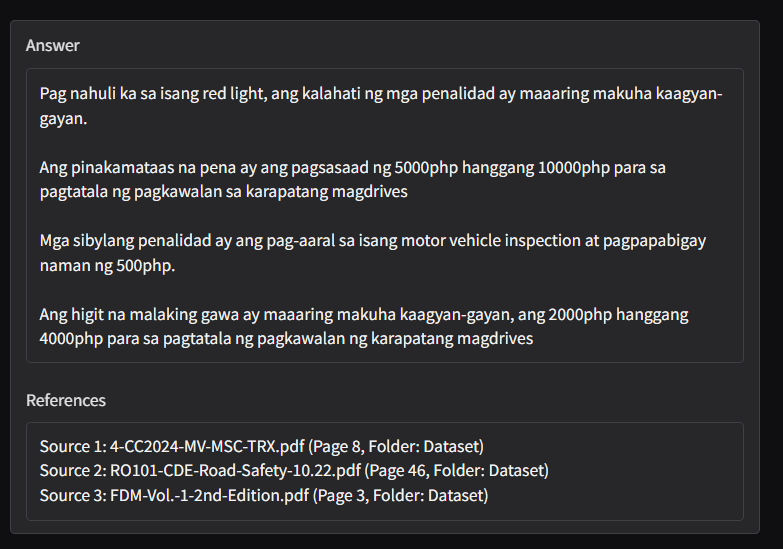 Answer
Pag nahuli ka sa isang red light, ang kalahati ng mga penalidad ay maaaring makuha kaagyan-
gayan.
Ang pinakamataas na pena ay ang pagsasaad ng 5000php hanggang 10000php para sa
pagtatala ng pagkawalan sa karapatang magdrives
Mga sibylang penalidad ay ang pag-aaral sa isang motor vehicle inspection at pagpapabigay
naman ng 500php.
Ang higit na malaking gawa ay maaaring makuha kaagyan-gayan, ang 2000php hanggang
4000php para sa pagtatala ng pagkawalan ng karapatang magdrives
References
Source 1: 4-CC2024-MV-MSC-TRX.pdf (Page 8, Folder: Dataset)
Source 2: RO101-CDE-Road-Safety-10.22.pdf (Page 46, Folder: Dataset)
Source 3: FDM-Vol.-1-2nd-Edition.pdf (Page 3, Folder: Dataset)